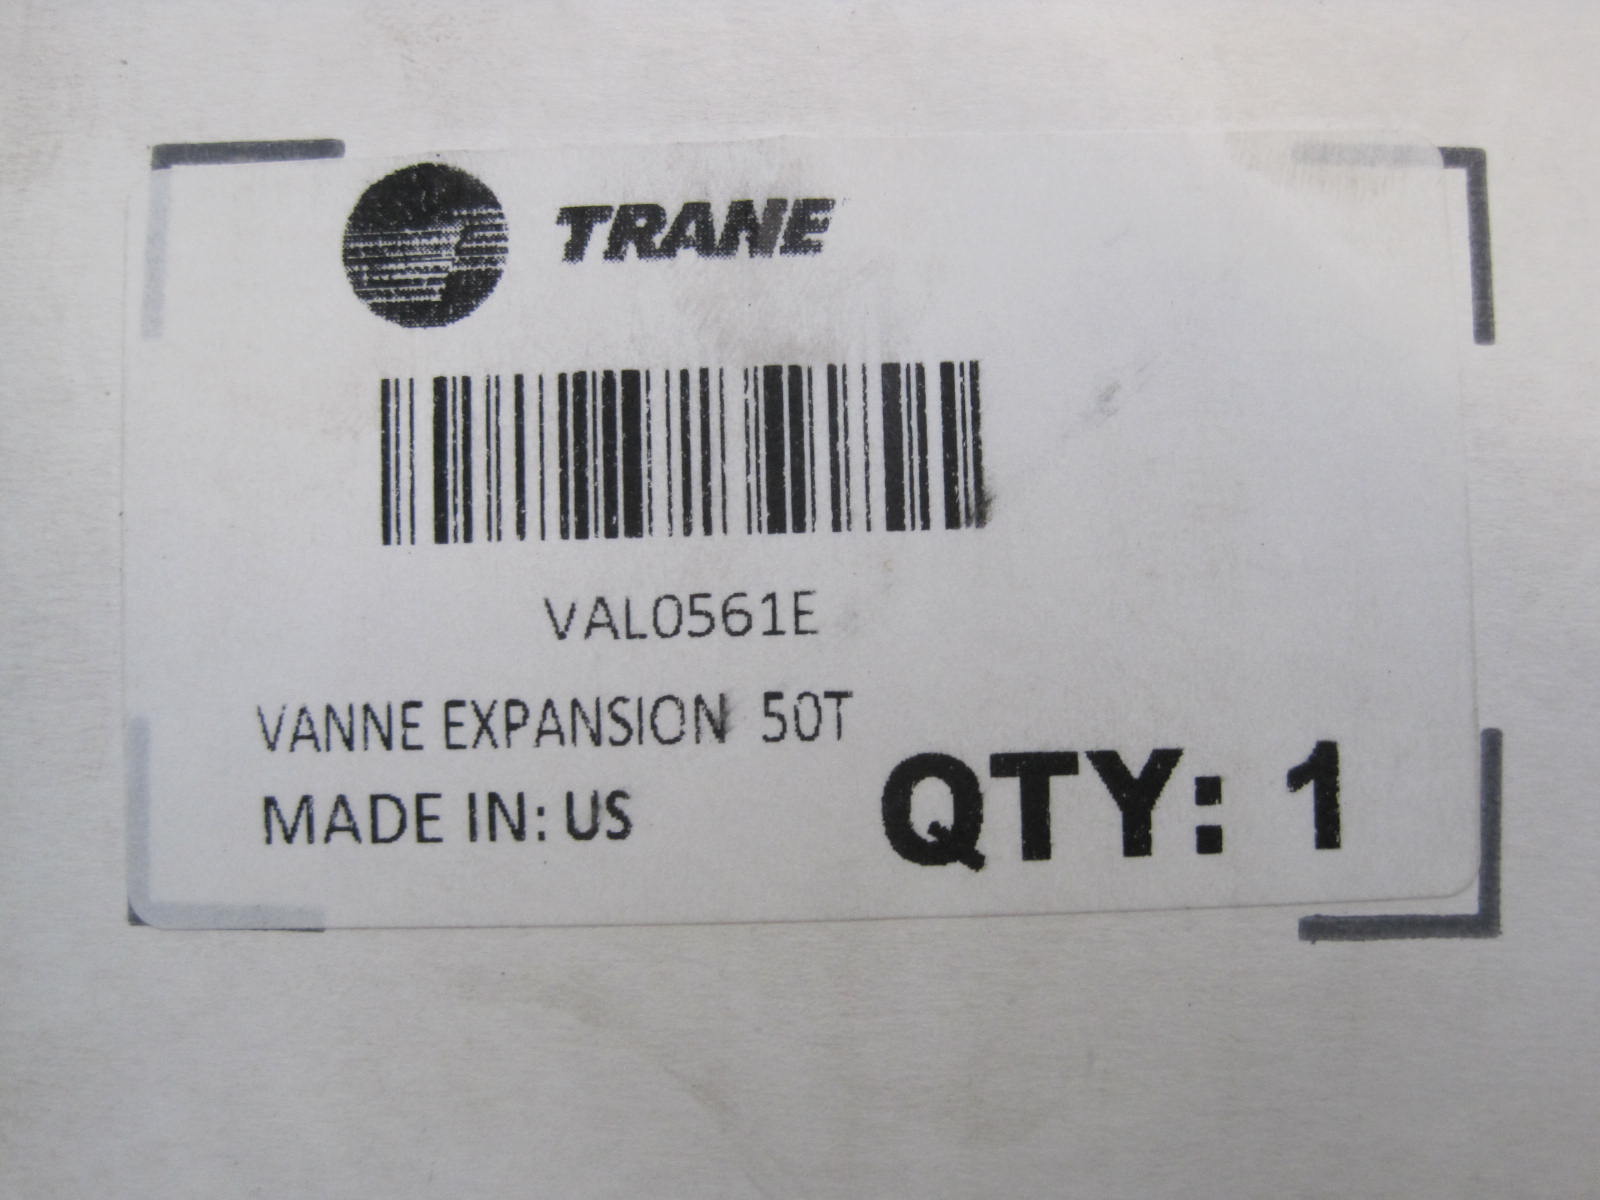 TRANE
VAL0561E
VANNE EXPANSION 50T
MADE IN: US
QTY: 1